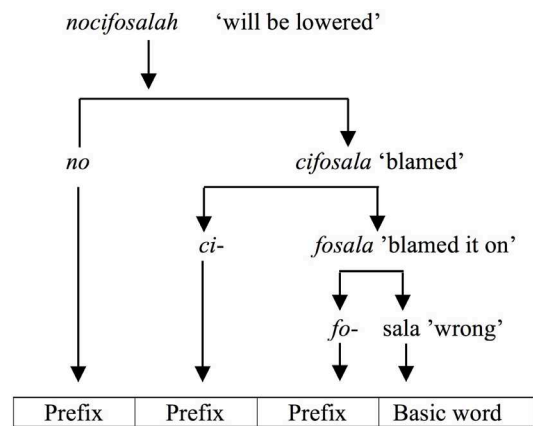 nocifosalah ‘will be lowered’
no cifosala ‘blamed’
ci- fosala ’blamed it on’
fo- sala ’wrong’
Prefix Prefix Prefix Basic word